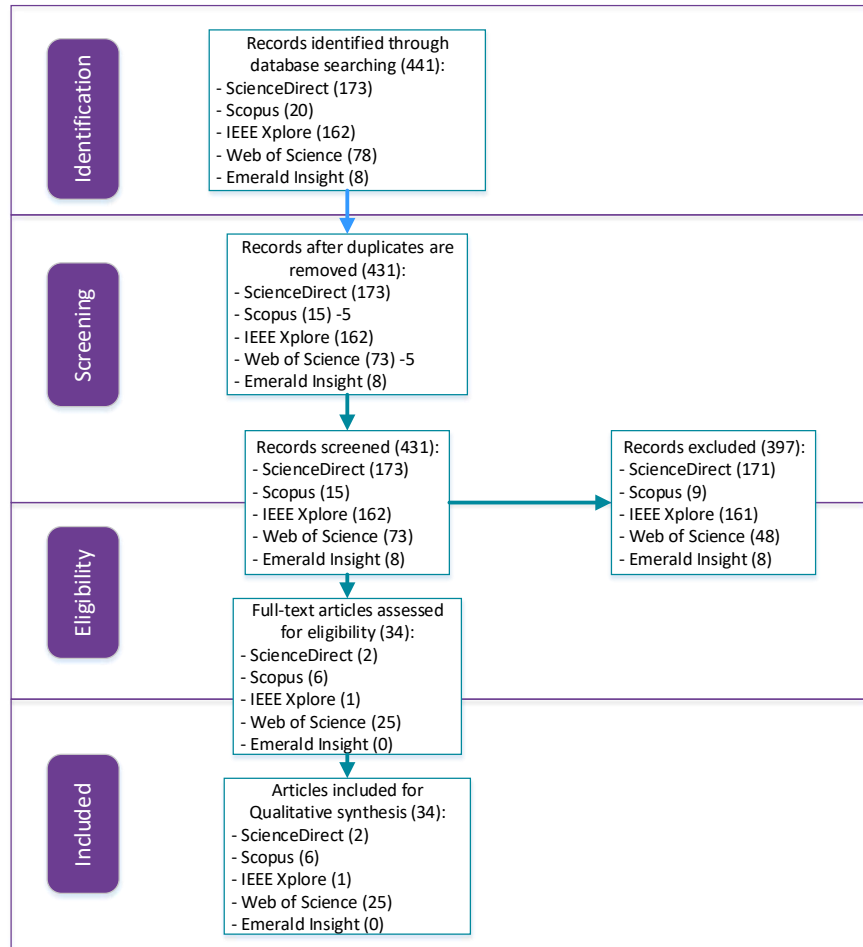 Identification
Records identified through
database searching (441):
- ScienceDirect (173)
- Scopus (20)
- IEEE Xplore (162)
- Web of Science (78)
- Emerald Insight (8)
Screening
Records after duplicates are
removed (431):
- ScienceDirect (173)
- Scopus (15) -5
- IEEE Xplore (162)
- Web of Science (73) -5
- Emerald Insight (8)
Records screened (431):
- ScienceDirect (173)
- Scopus (15)
- IEEE Xplore (162)
- Web of Science (73)
- Emerald Insight (8)
Records excluded (397):
- ScienceDirect (171)
- Scopus (9)
- IEEE Xplore (161)
- Web of Science (48)
- Emerald Insight (8)
Eligibility
Full-text articles assessed
for eligibility (34):
- ScienceDirect (2)
- Scopus (6)
- IEEE Xplore (1)
- Web of Science (25)
- Emerald Insight (0)
Included
Articles included for
Qualitative synthesis (34):
- ScienceDirect (2)
- Scopus (6)
- IEEE Xplore (1)
- Web of Science (25)
- Emerald Insight (0)